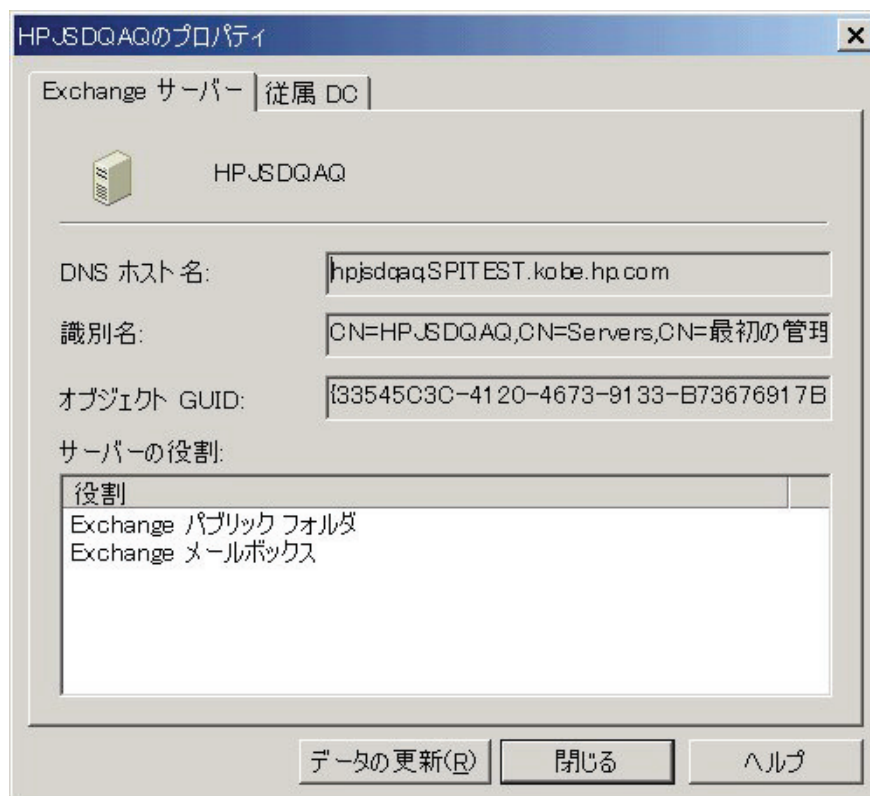 HPJSDQAQのプロパティ
Exchange サーバー 従属 DC
HPJSDQAQ
DNS ホスト名: hpjsdqaq.SPITEST.kobe.hp.com
識別名: CN=HPJSDQAQ,CN=Servers,CN=最初の管理
オブジェクト GUID: {33545C3C-4120-4673-9133-B73676917B
サーバーの役割:
役割
Exchange パブリック フォルダ
Exchange メールボックス
データの更新(R) 閉じる ヘルプ